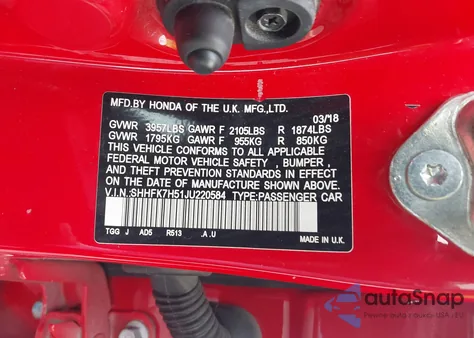 MFD.BY HONDA OF THE U.K. MFG.,LTD.
03/18
GVWR 3957LBS GAWR F 2105LBS R 1874LBS
GVWR 1795KG GAWR F 955KG R 850KG
THIS VEHICLE CONFORMS TO ALL APPLICABLE
FEDERAL MOTOR VEHICLE SAFETY , BUMPER ,
AND THEFT PREVENTION STANDARDS IN EFFECT
ON THE DATE OF MANUFACTURE SHOWN ABOVE.
V.I.N.:SHHFK7H51JU220584 TYPE:PASSENGER CAR
TGG J AD5 R513 .A .U MADE IN U.K.
autoSnap